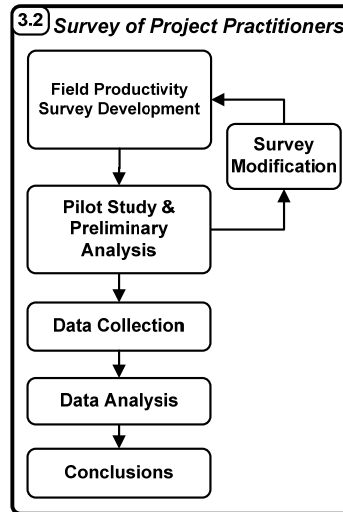 3.2 Survey of Project Practitioners
Field Productivity
Survey Development
Survey
Modification
Pilot Study &
Preliminary
Analysis
Data Collection
Data Analysis
Conclusions